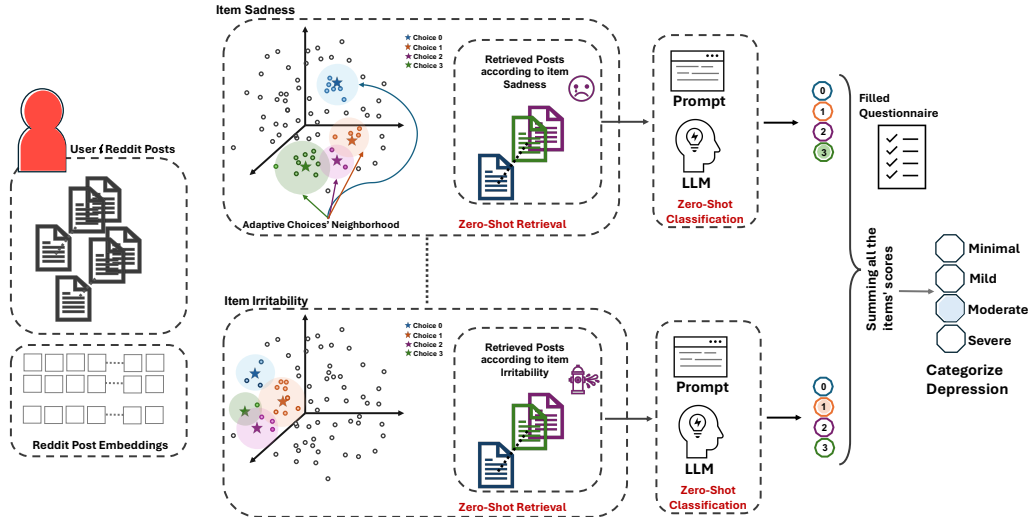 Item Sadness
Choice 0
Choice 1
Choice 2
Choice 3
Retrieved Posts
according to item
Sadness
Adaptive Choices' Neighborhood
Zero-Shot Retrieval
Prompt
LLM
Zero-Shot
Classification
0
1
2
3
Filled
Questionnaire
User's Reddit Posts
Reddit Post Embeddings
Item Irritability
Choice 0
Choice 1
Choice 2
Choice 3
Retrieved Posts
according to item
Irritability
Zero-Shot Retrieval
Prompt
LLM
Zero-Shot
Classification
0
1
2
3
Summing all the
items' scores
Minimal
Mild
Moderate
Severe
Categorize
Depression